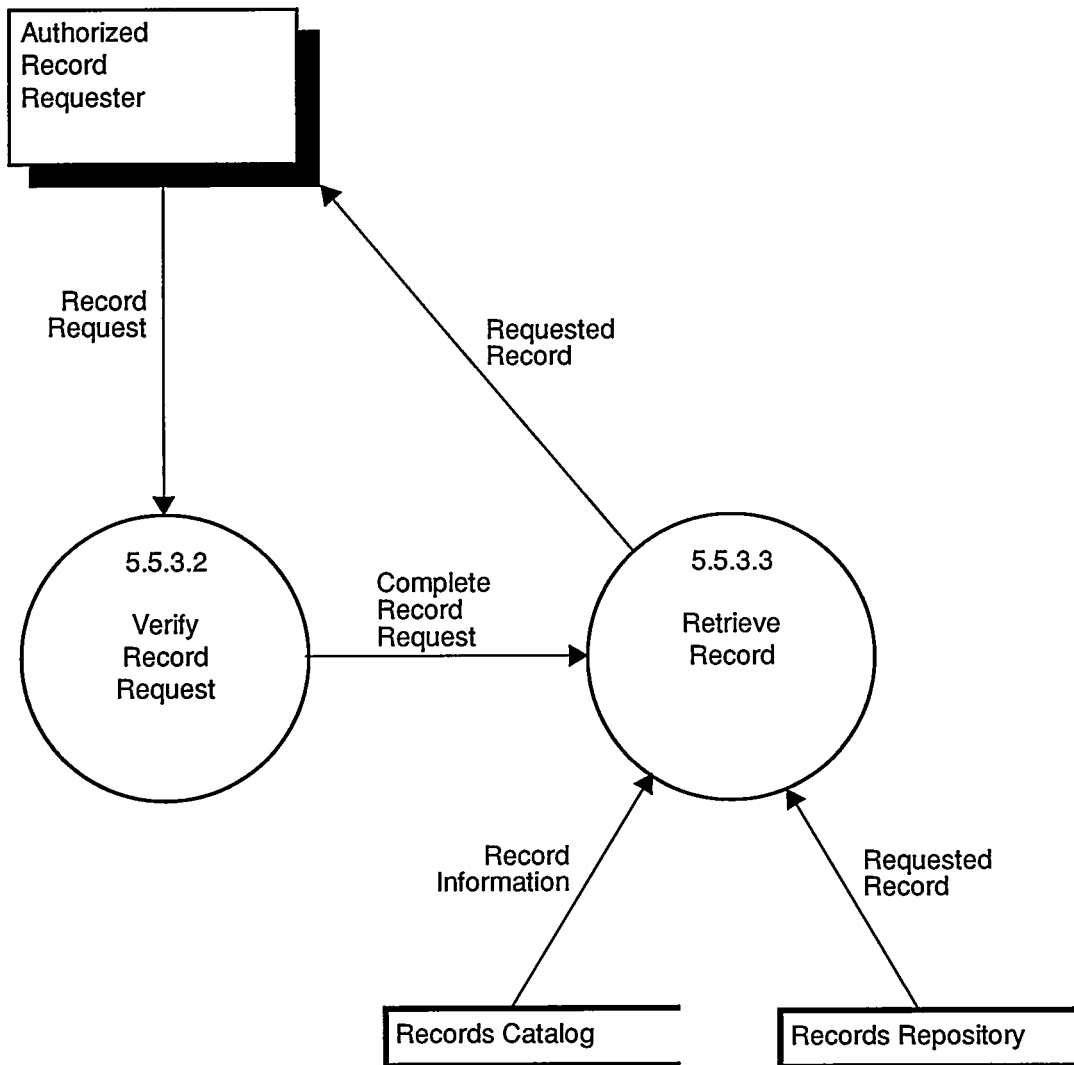 Authorized
Record
Requester
Record
Request
Requested
Record
5.5.3.2
Verify
Record
Request
Complete
Record
Request
5.5.3.3
Retrieve
Record
Record
Information
Requested
Record
Records Catalog
Records Repository